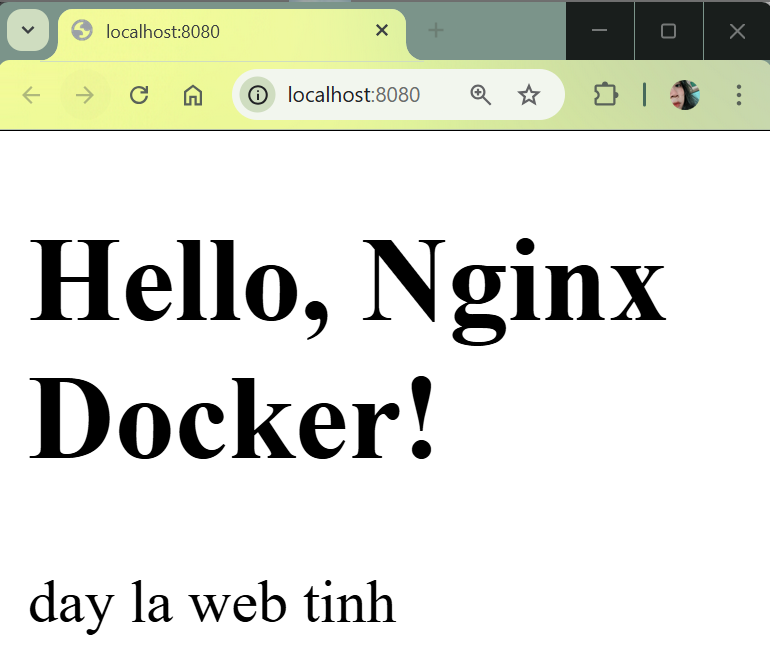 localhost:8080
localhost:8080
Hello, Nginx
Docker!
day la web tinh